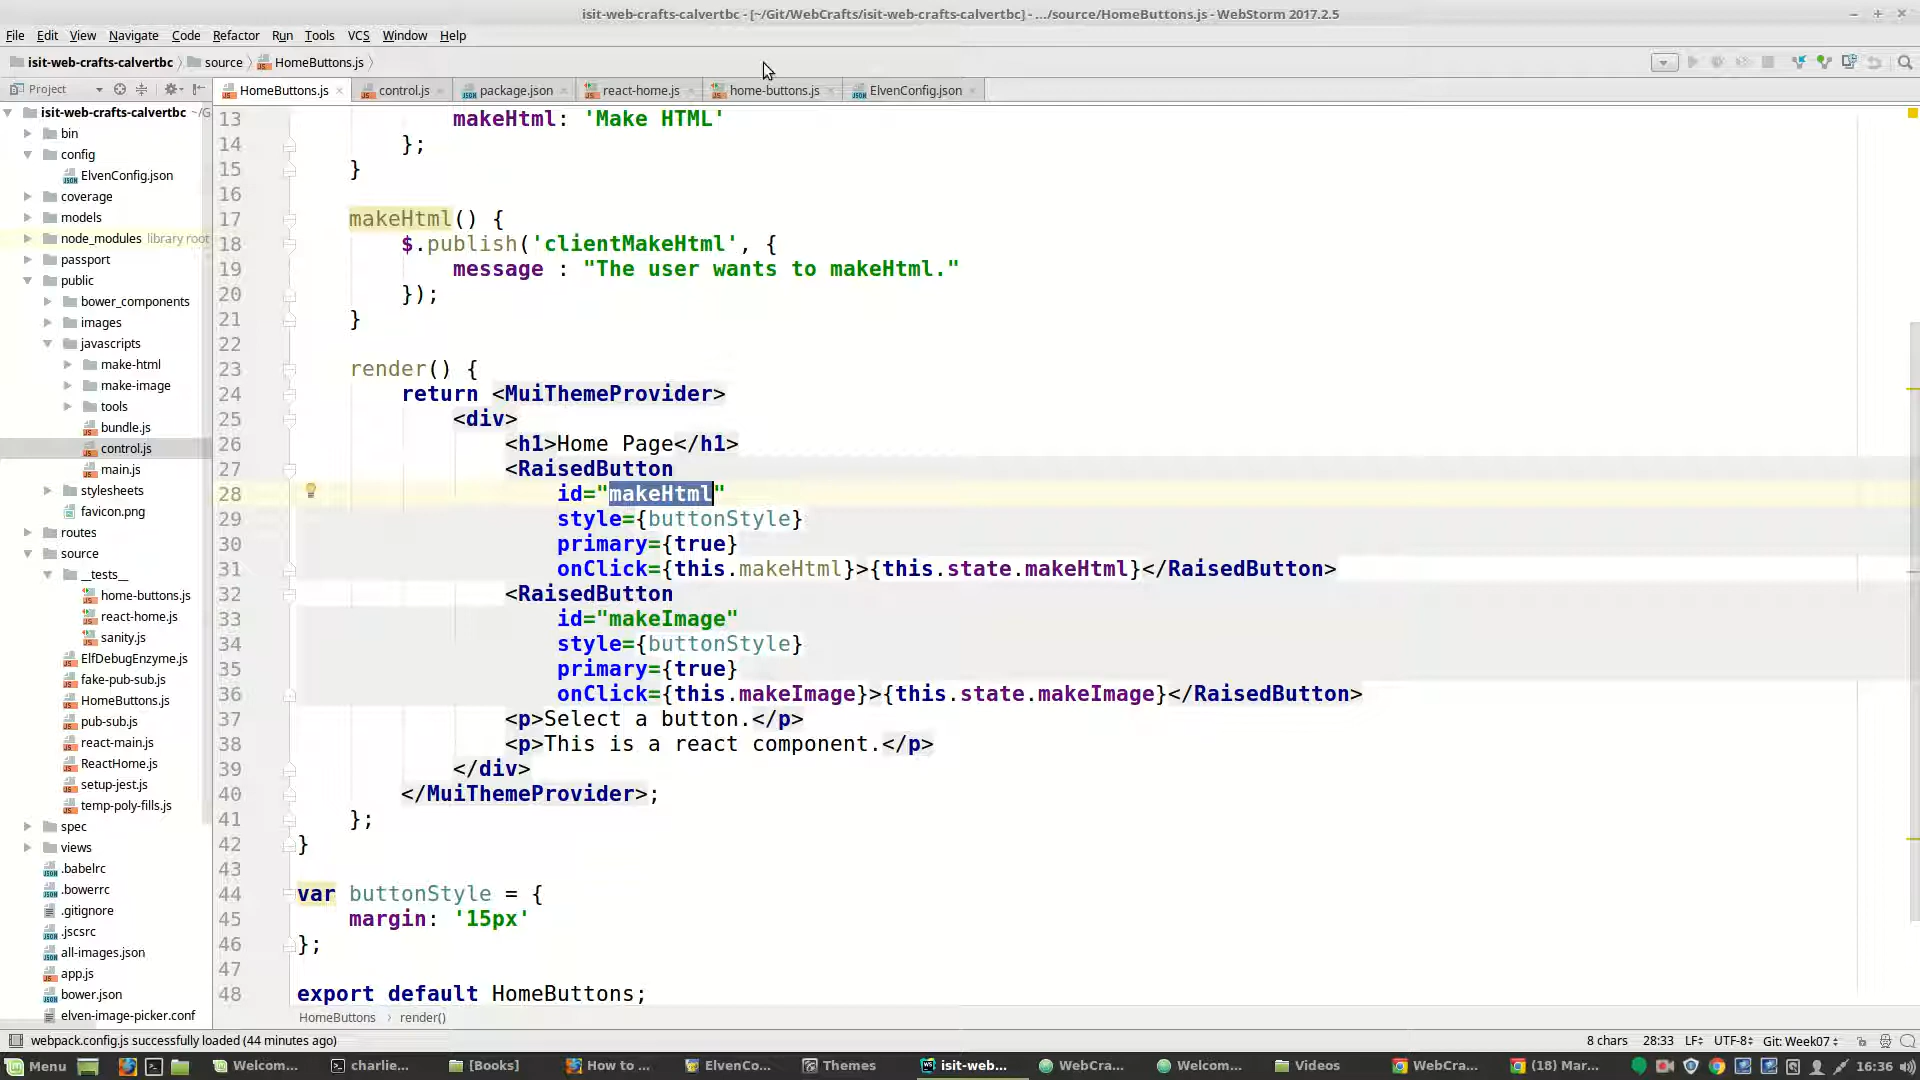 isit-web-crafts-calvertbc - [~/Git/WebCrafts/isit-web-crafts-calvertbc] - .../source/HomeButtons.js - WebStorm 2017.2.5
File Edit View Navigate Code Refactor Run Tools VCS Window Help
isit-web-crafts-calvertbc source HomeButtons.js
Project
HomeButtons.js control.js package.json react-home.js home-buttons.js ElvenConfig.json
isit-web-crafts-calvertbc ~/G
bin
config
ElvenConfig.json
coverage
models
node_modules library root
passport
public
bower_components
images
javascripts
make-html
make-image
tools
bundle.js
control.js
main.js
stylesheets
favicon.png
routes
source
__tests__
home-buttons.js
react-home.js
sanity.js
ElfDebugEnzyme.js
fake-pub-sub.js
HomeButtons.js
pub-sub.js
react-main.js
ReactHome.js
setup-jest.js
temp-poly-fills.js
spec
views
.babelrc
.bowerrc
.gitignore
.jscsrc
all-images.json
app.js
bower.json
elven-image-picker.conf
13 makeHtml: 'Make HTML'
14 };
15 }
16
17 makeHtml() {
18 $.publish('clientMakeHtml', {
19 message : "The user wants to makeHtml."
20 });
21 }
22
23 render() {
24 return <MuiThemeProvider>
25 <div>
26 <h1>Home Page</h1>
27 <RaisedButton
28 id="makeHtml"
29 style={buttonStyle}
30 primary={true}
31 onClick={this.makeHtml}>{this.state.makeHtml}</RaisedButton>
32 <RaisedButton
33 id="makeImage"
34 style={buttonStyle}
35 primary={true}
36 onClick={this.makeImage}>{this.state.makeImage}</RaisedButton>
37 <p>Select a button.</p>
38 <p>This is a react component.</p>
39 </div>
40 </MuiThemeProvider>;
41 };
42 }
43
44 var buttonStyle = {
45 margin: '15px'
46 };
47
48 export default HomeButtons;
HomeButtons render()
webpack.config.js successfully loaded (44 minutes ago) 8 chars 28:33 LF UTF-8 Git: Week07
Menu Welcom... charlie... [Books] How to ... ElvenCo... Themes isit-web... WebCra... Welcom... Videos WebCra... (18) Mar... 16:36